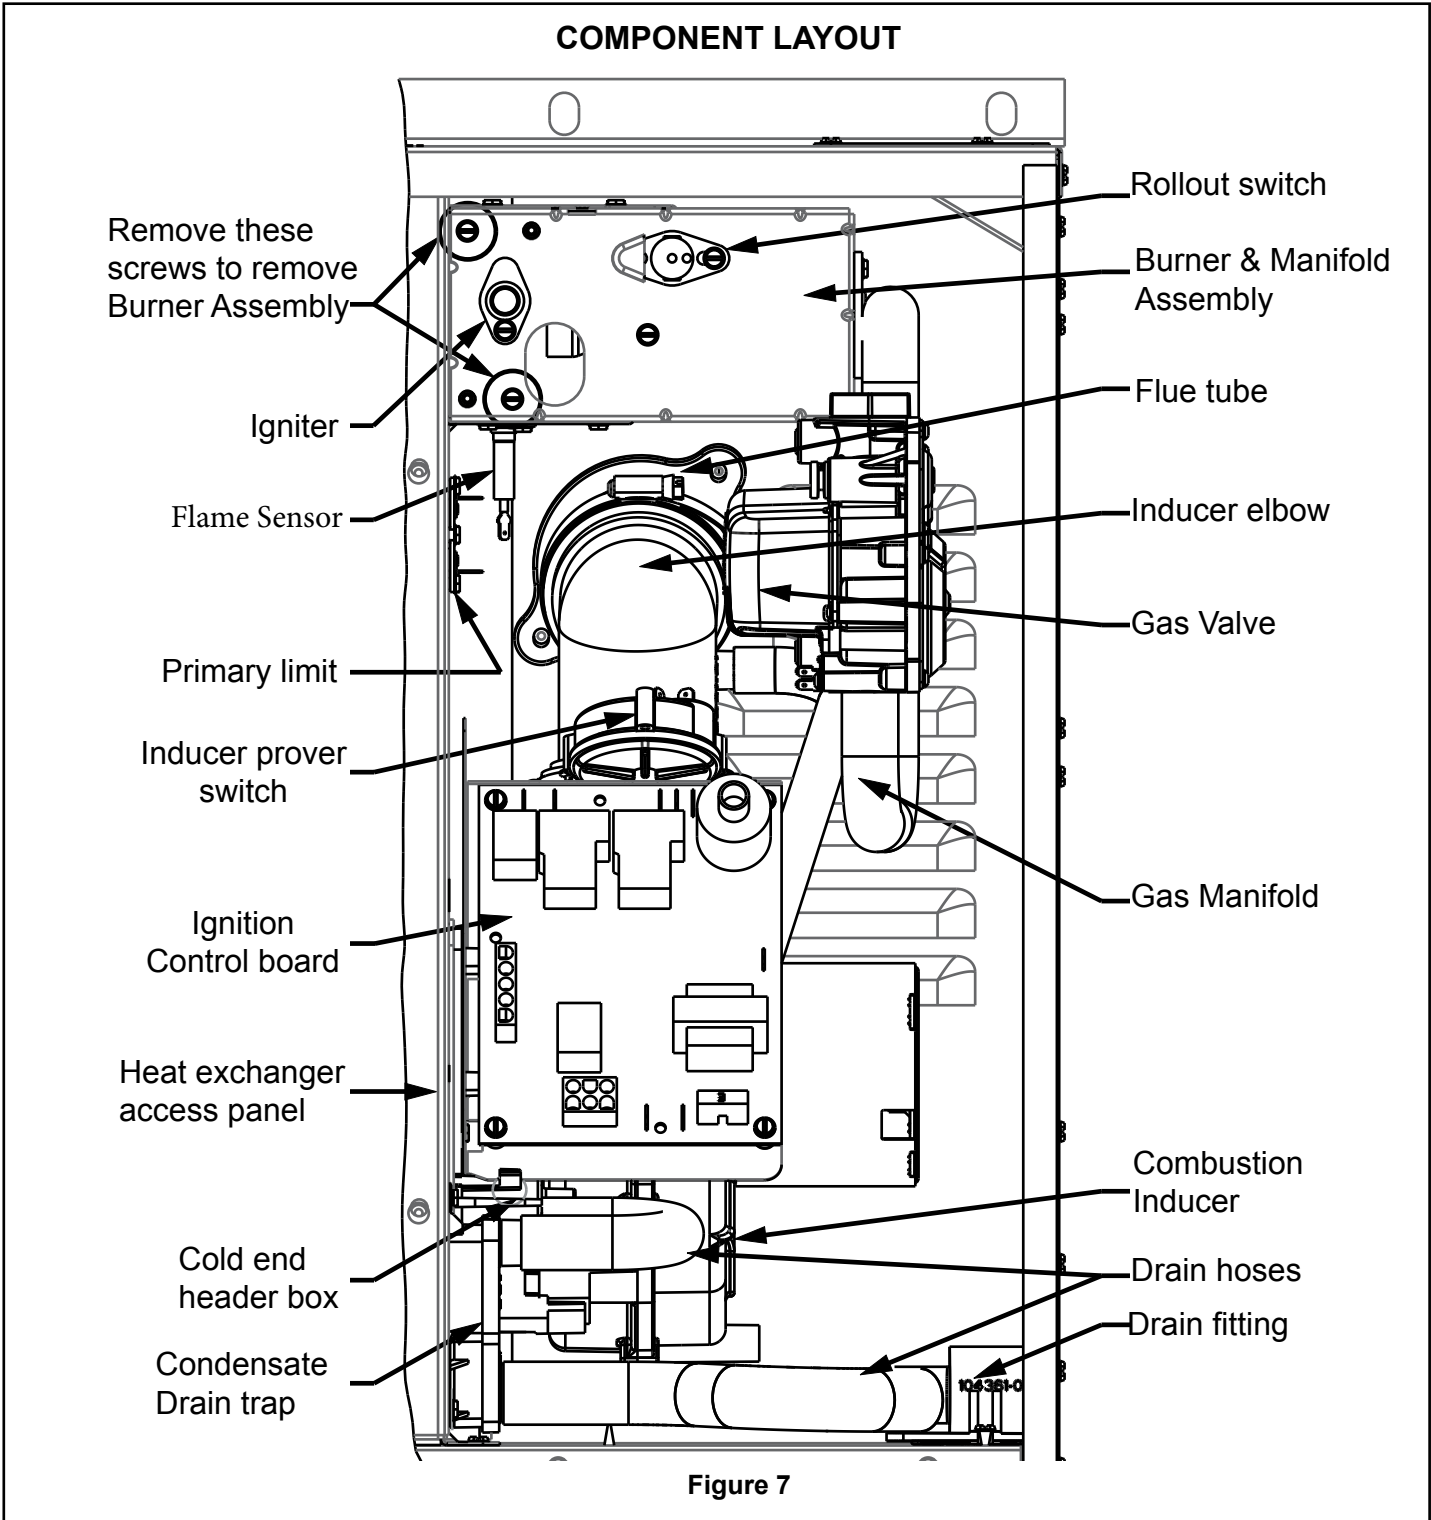 COMPONENT LAYOUT
Remove these
screws to remove
Burner Assembly
Igniter
Flame Sensor
Primary limit
Inducer prover
switch
Ignition
Control board
Heat exchanger
access panel
Cold end
header box
Condensate
Drain trap
Rollout switch
Burner & Manifold
Assembly
Flue tube
Inducer elbow
Gas Valve
Gas Manifold
Combustion
Inducer
Drain hoses
Drain fitting
104361-0
Figure 7